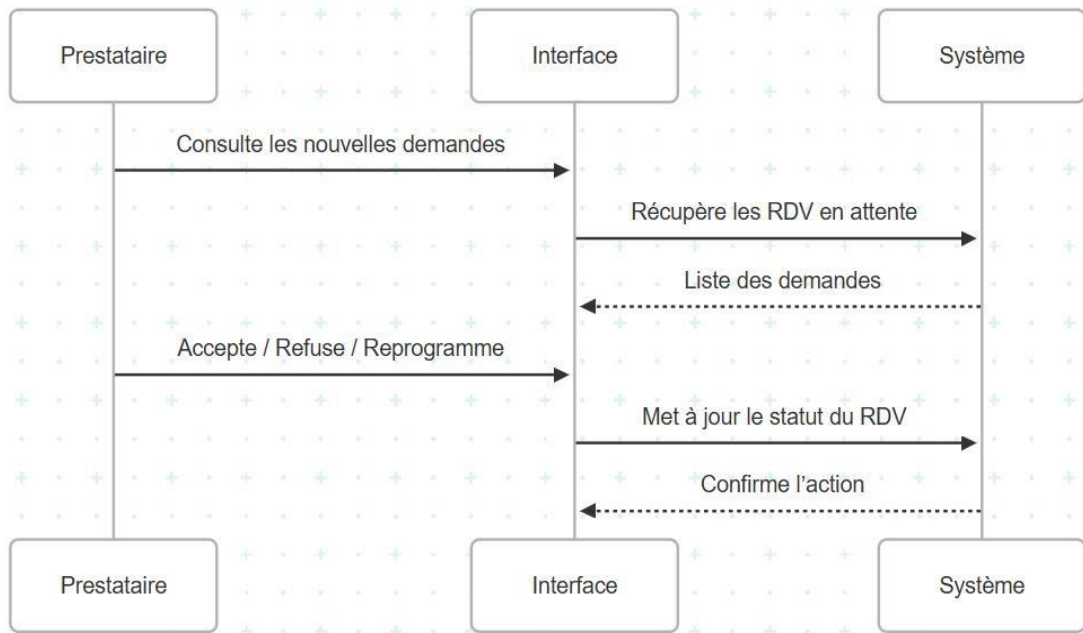 Prestataire
Interface
Système
Consulte les nouvelles demandes
Récupère les RDV en attente
Liste des demandes
Accepte / Refuse / Reprogramme
Met à jour le statut du RDV
Confirme l’action
Prestataire
Interface
Système